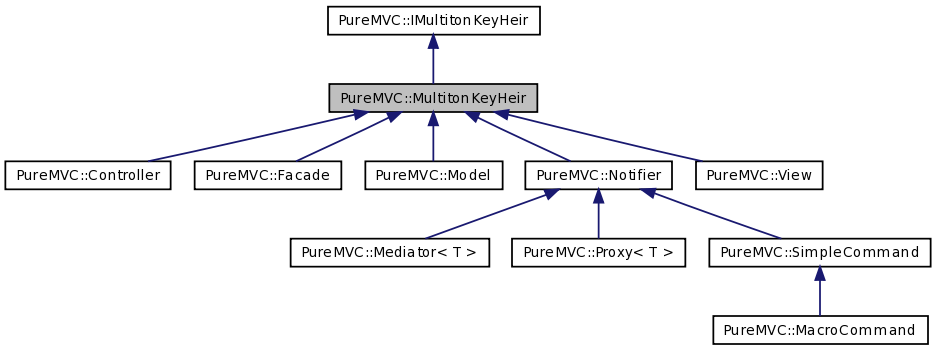 PureMVC::IMultitonKeyHeir
PureMVC::MultitonKeyHeir
PureMVC::Controller
PureMVC::Facade
PureMVC::Model
PureMVC::Notifier
PureMVC::View
PureMVC::Mediator< T >
PureMVC::Proxy< T >
PureMVC::SimpleCommand
PureMVC::MacroCommand